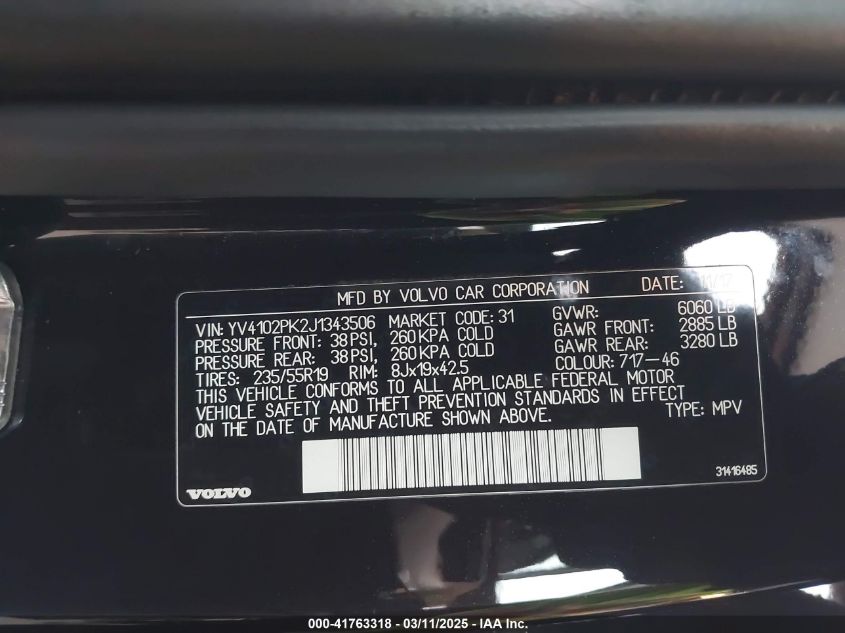 MFD BY VOLVO CAR CORPORATION DATE: 11/17
VIN: YV4102PK2J1343506 MARKET CODE: 31 GVWR: 6060 LB
PRESSURE FRONT: 38 PSI, 260 KPA COLD GAWR FRONT: 2885 LB
PRESSURE REAR: 38 PSI, 260 KPA COLD GAWR REAR: 3280 LB
TIRES: 235/55R19 RIM: 8Jx19x42.5 COLOUR: 717-46
THIS VEHICLE CONFORMS TO ALL APPLICABLE FEDERAL MOTOR
VEHICLE SAFETY AND THEFT PREVENTION STANDARDS IN EFFECT
ON THE DATE OF MANUFACTURE SHOWN ABOVE. TYPE: MPV
31416485
VOLVO
000-41763318 - 03/11/2025 - IAA Inc.